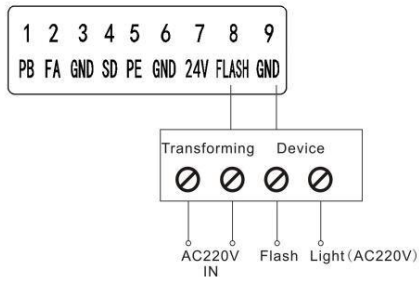 1 2 3 4 5 6 7 8 9
PB FA GND SD PE GND 24V FLASH GND
Transforming Device
AC220V Flash Light(AC220V)
IN